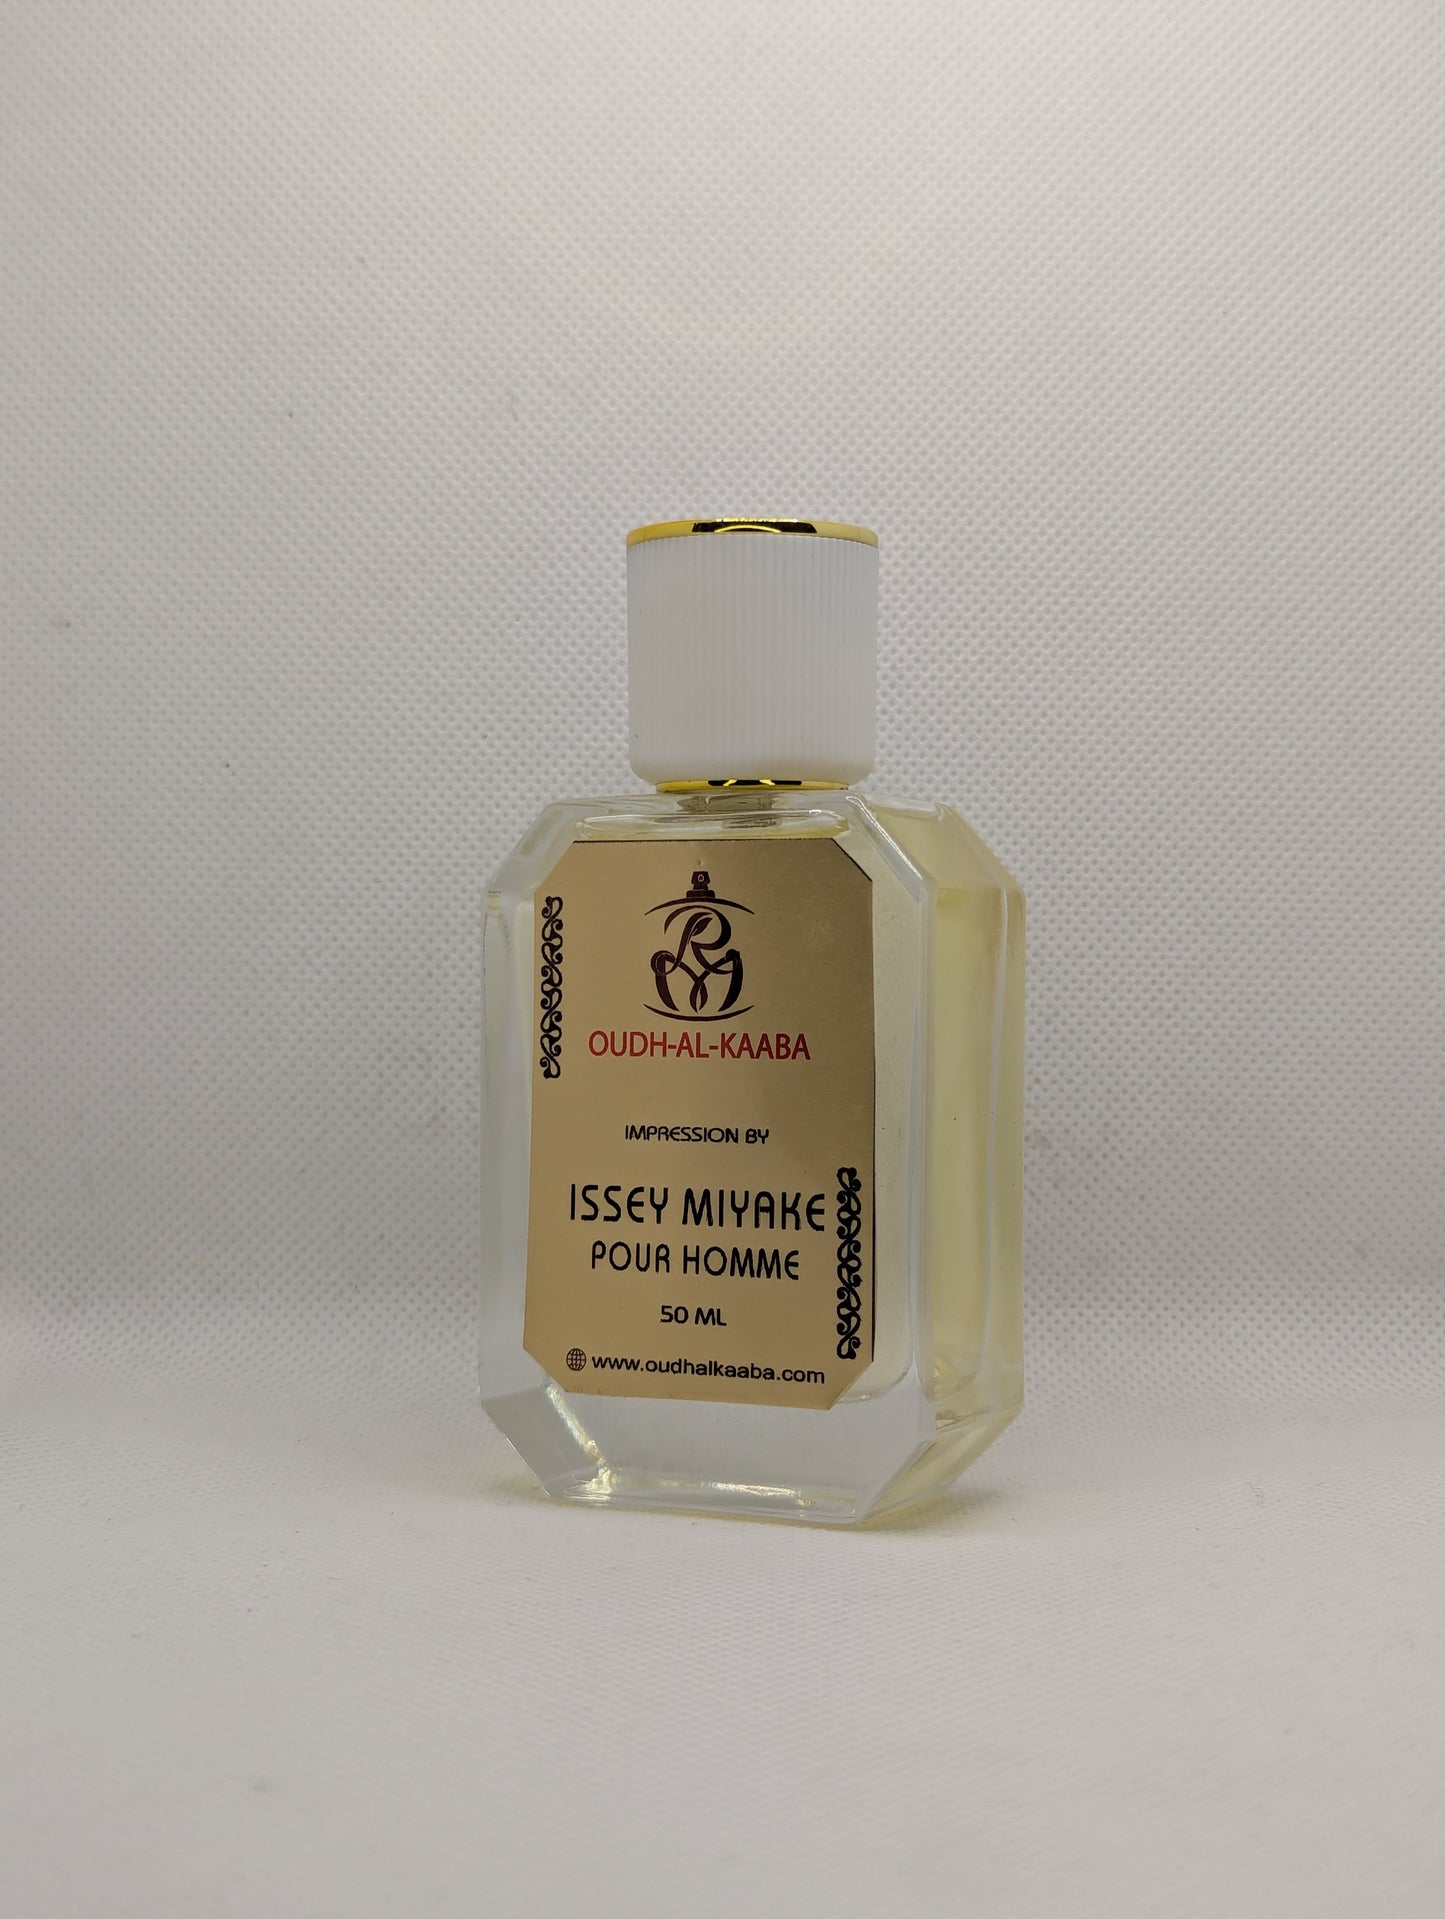 OUDH-AL-KAABA
IMPRESSION BY
ISSEY MIYAKE
POUR HOMME
50 ML
www.oudhalkaaba.com